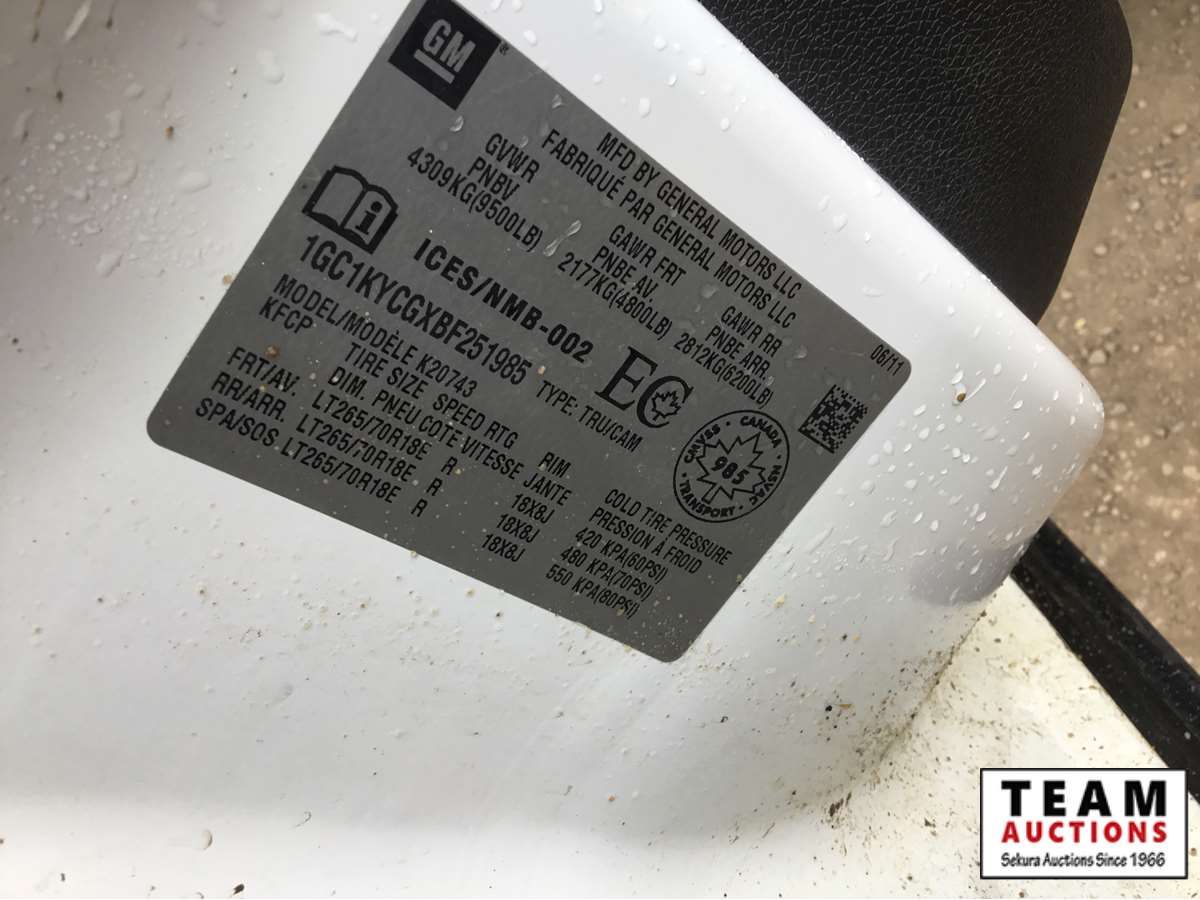 GM
MFD BY GENERAL MOTORS LLC
FABRIQUÉ PAR GENERAL MOTORS LLC
06/11
GVWR GAWR FRT GAWR RR
PNBV PNBE AV. PNBE ARR.
4309KG(9500LB) 2177KG(4800LB) 2812KG(6200LB)
ICES/NMB-002
EC
1GC1KYCGXBF251985 TYPE: TRU/CAM
CMVSS · CANADA · NSVAC · TRANSPORT ·
985
MODEL/MODÈLE K20743
KFCP TIRE SIZE SPEED RTG RIM COLD TIRE PRESSURE
DIM. PNEU COTE VITESSE JANTE PRESSION À FROID
FRT/AV. LT265/70R18E R 18X8J 420 KPA(60PSI)
RR/ARR. LT265/70R18E R 18X8J 480 KPA(70PSI)
SPA/SOS LT265/70R18E R 18X8J 550 KPA(80PSI)
TEAM
AUCTIONS
Sekura Auctions Since 1966